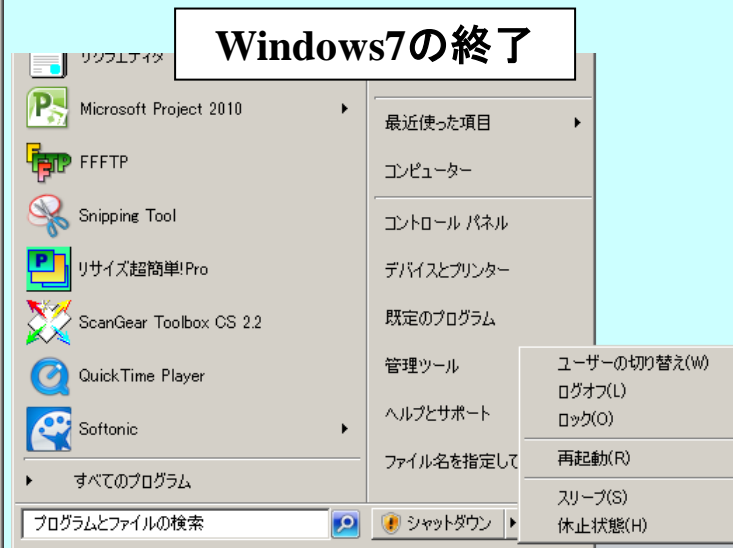 Windows7の終了
リクラエディタ
Microsoft Project 2010
FFFTP
Snipping Tool
リサイズ超簡単!Pro
ScanGear Toolbox CS 2.2
QuickTime Player
Softonic
すべてのプログラム
プログラムとファイルの検索
最近使った項目
コンピューター
コントロール パネル
デバイスとプリンター
既定のプログラム
管理ツール
ヘルプとサポート
ファイル名を指定して
シャットダウン
ユーザーの切り替え(W)
ログオフ(L)
ロック(O)
再起動(R)
スリープ(S)
休止状態(H)